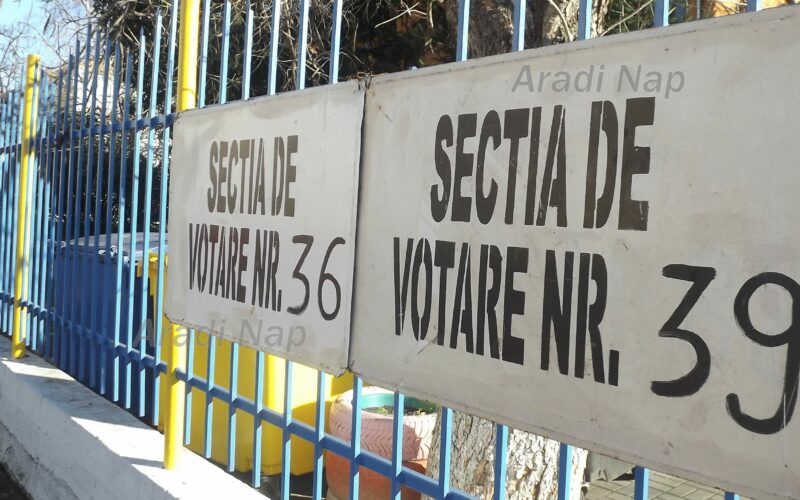 Aradi Nap
SECTIA DE
VOTARE NR. 36
SECTIA DE
VOTARE NR. 39
Aradi Nap